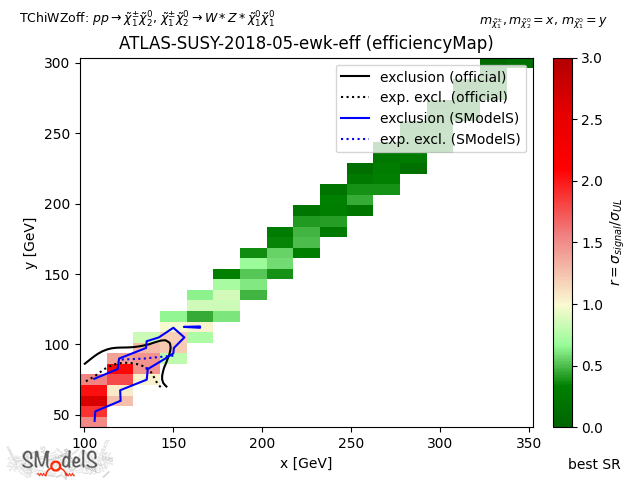 TChiWZoff: pp → χ̃₁^± χ̃₂^0, χ̃₁^± χ̃₂^0 → W* Z* χ̃₁^0 χ̃₁^0
m_χ̃₁^±, m_χ̃₂^0 = x, m_χ̃₁^0 = y
ATLAS-SUSY-2018-05-ewk-eff (efficiencyMap)
exclusion (official)
exp. excl. (official)
exclusion (SModelS)
exp. excl. (SModelS)
300
250
200
150
100
50
y [GeV]
100 150 200 250 300 350
x [GeV]
3.0
2.5
2.0
1.5
1.0
0.5
0.0
r = σ_signal/σ_UL
best SR
SModelS